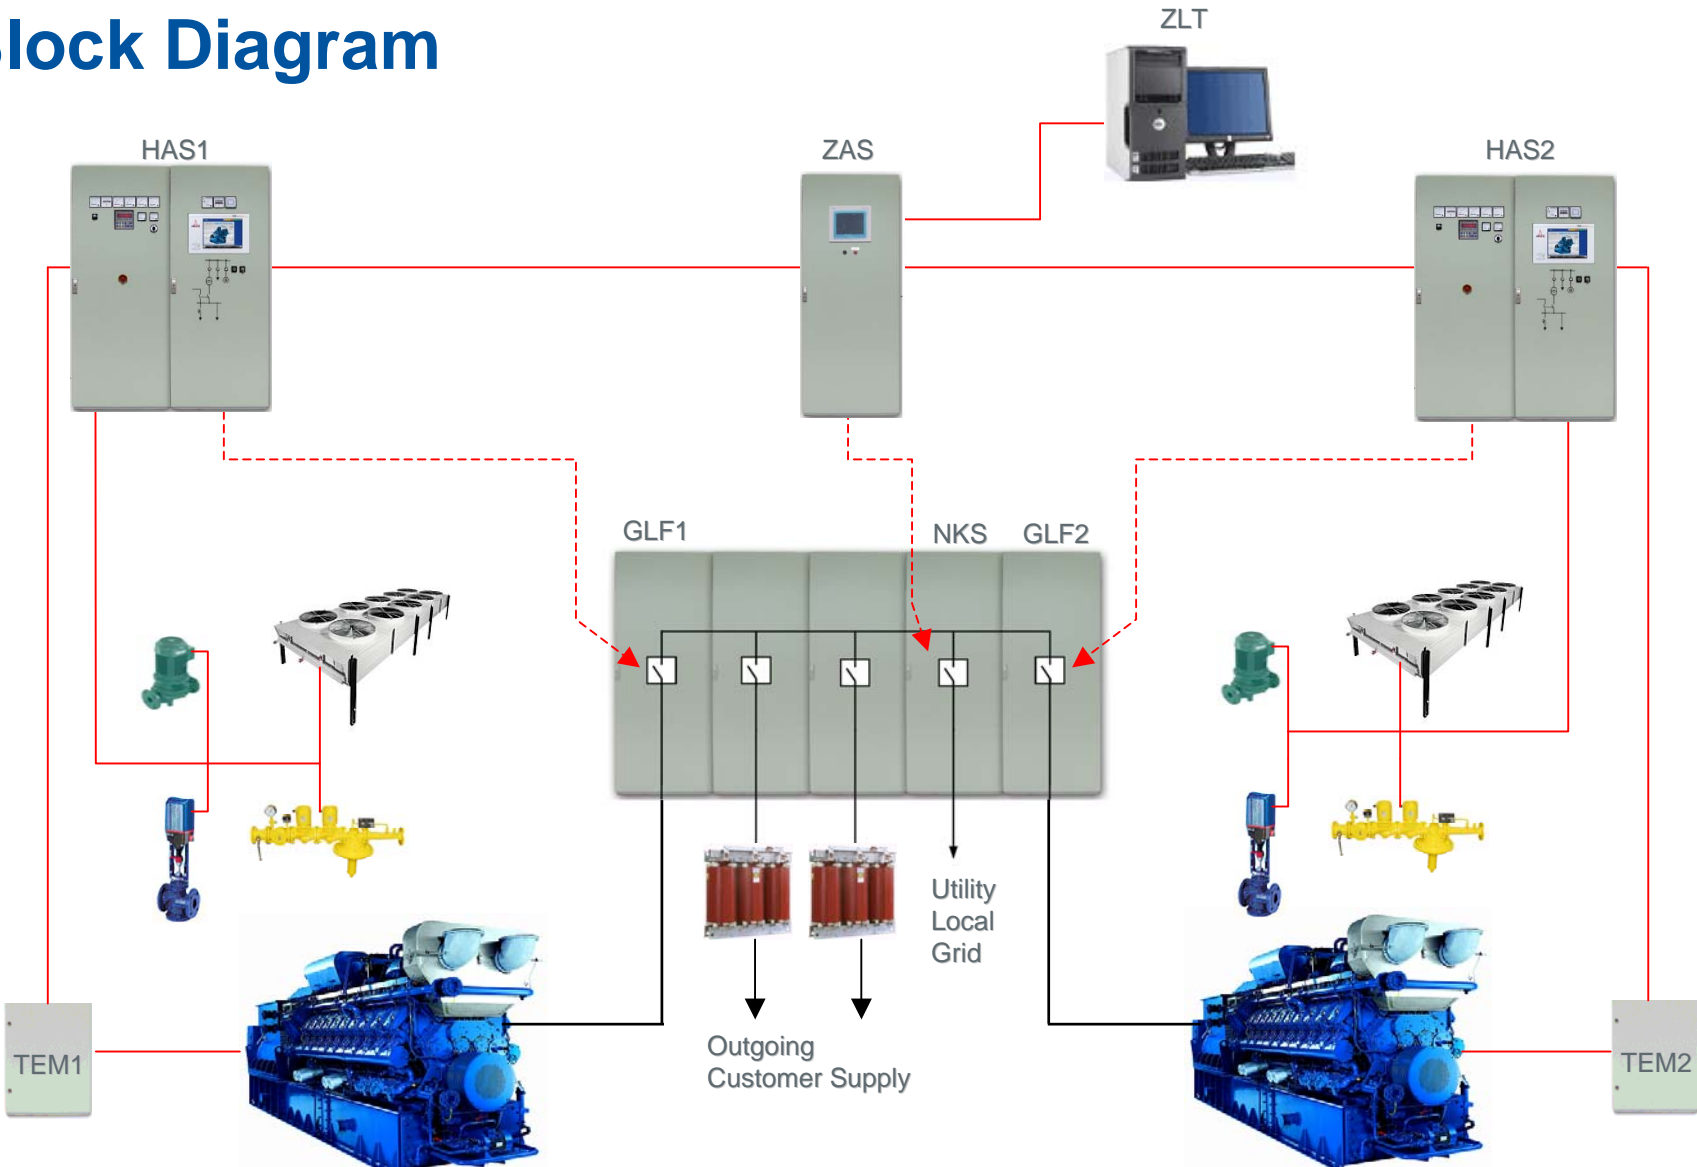 lock Diagram
ZLT
HAS1
ZAS
HAS2
GLF1
NKS
GLF2
Utility
Local
Grid
TEM1
Outgoing
Customer Supply
TEM2